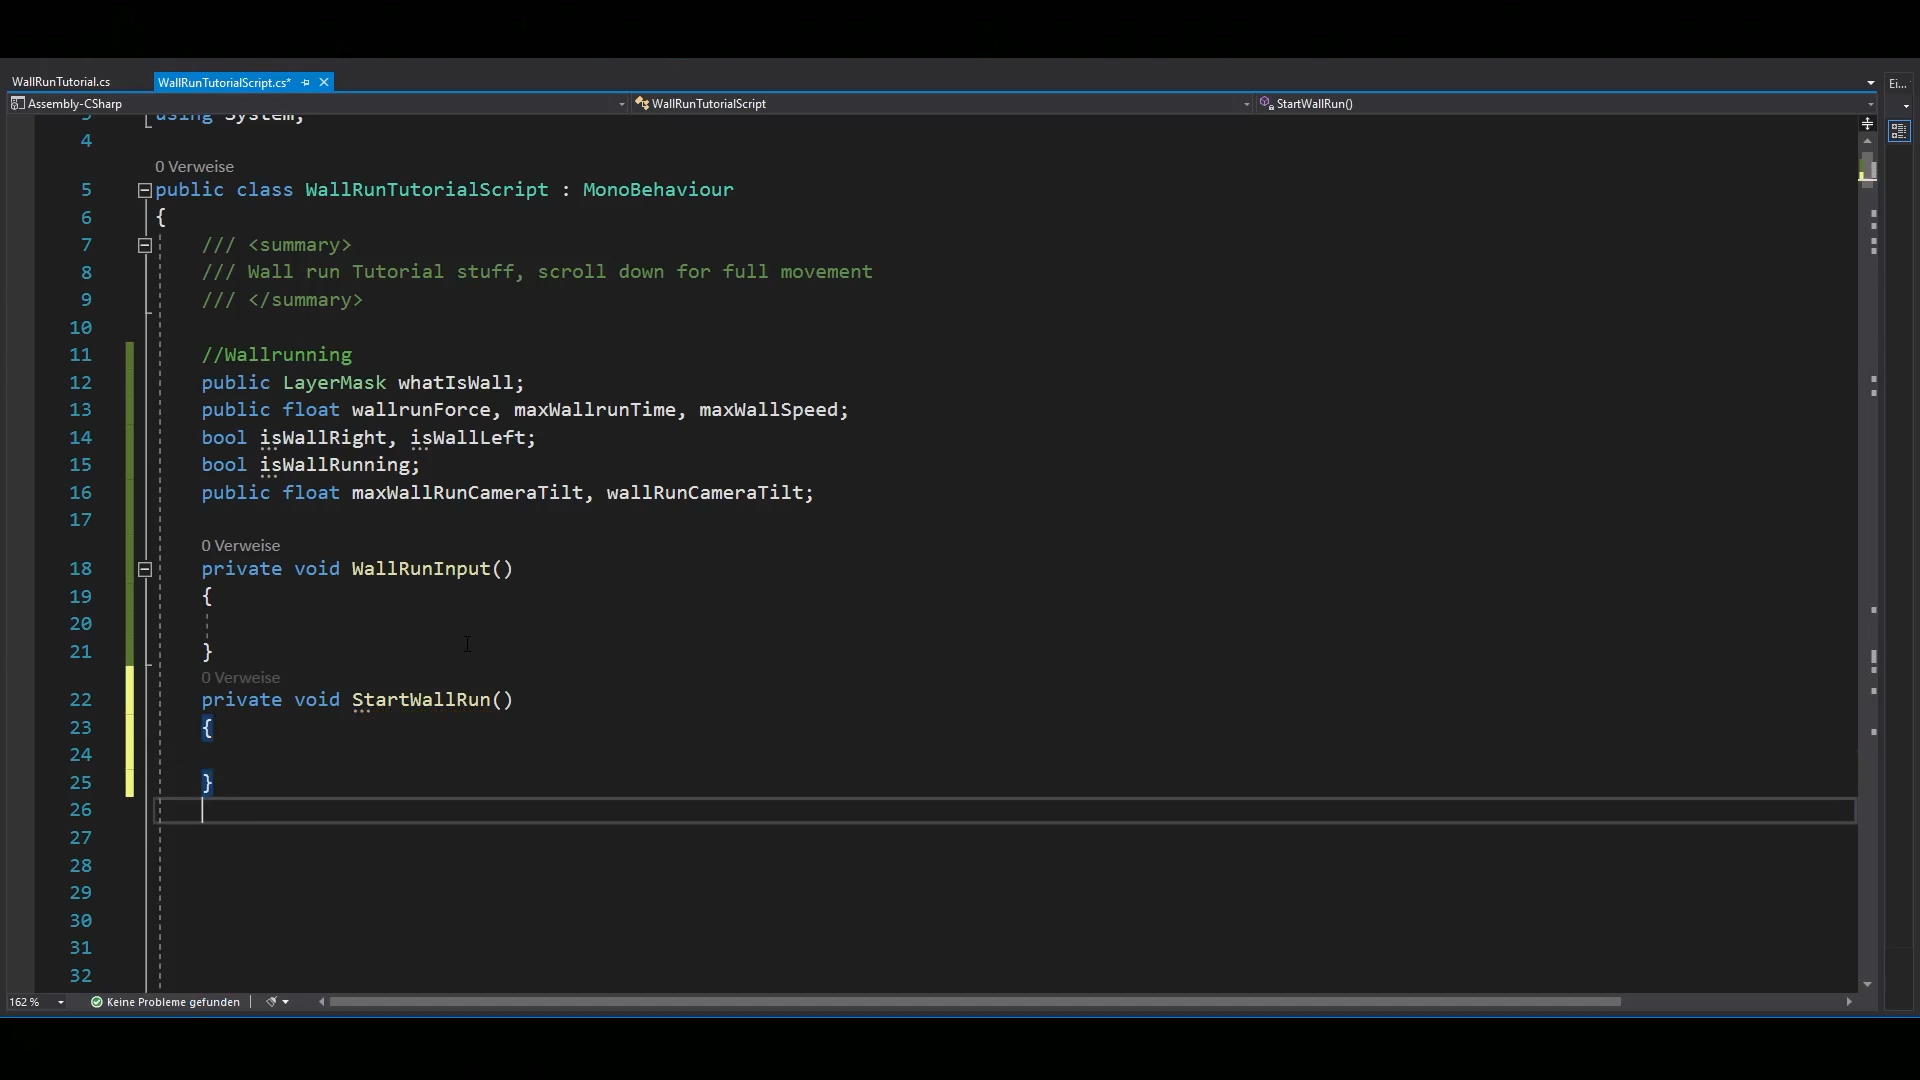 WallRunTutorial.cs
WallRunTutorialScript.cs*
Ei...
Assembly-CSharp
WallRunTutorialScript
StartWallRun()
3 using System;
4
0 Verweise
5 public class WallRunTutorialScript : MonoBehaviour
6 {
7 /// <summary>
8 /// Wall run Tutorial stuff, scroll down for full movement
9 /// </summary>
10
11 //Wallrunning
12 public LayerMask whatIsWall;
13 public float wallrunForce, maxWallrunTime, maxWallSpeed;
14 bool isWallRight, isWallLeft;
15 bool isWallRunning;
16 public float maxWallRunCameraTilt, wallRunCameraTilt;
17
0 Verweise
18 private void WallRunInput()
19 {
20
21 }
0 Verweise
22 private void StartWallRun()
23 {
24
25 }
26
27
28
29
30
31
32
162 %
Keine Probleme gefunden